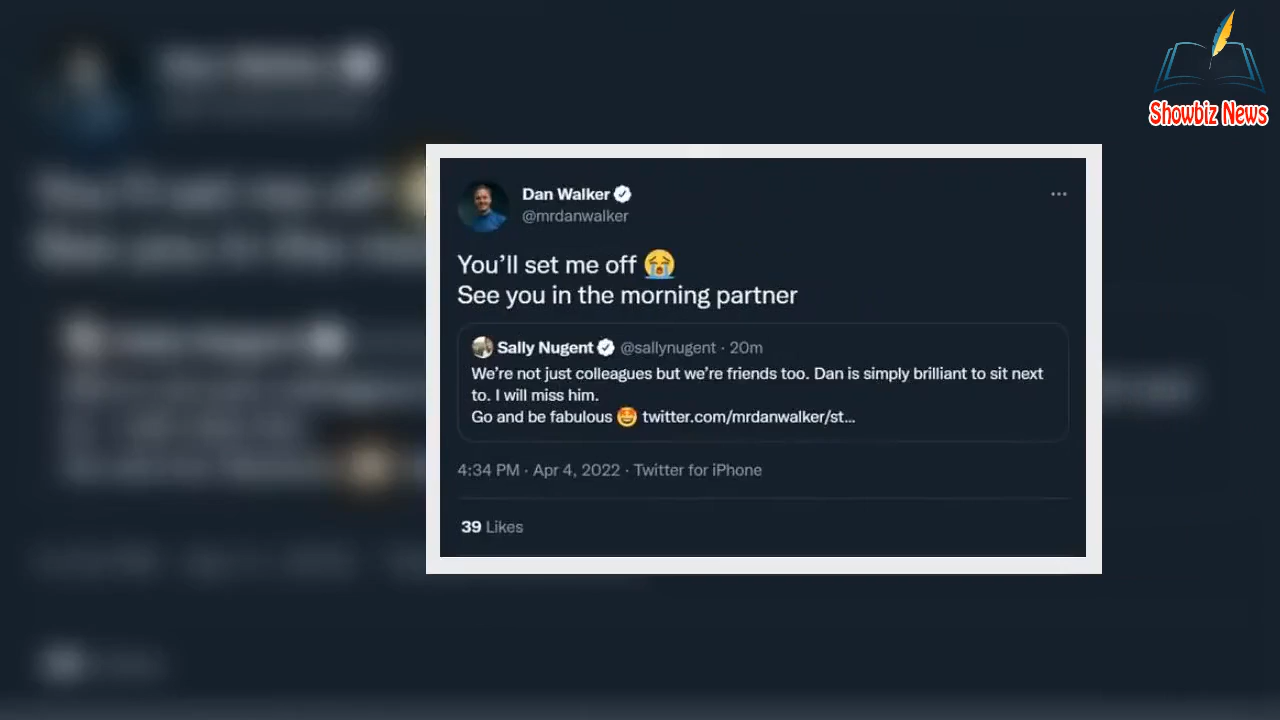 Showbiz News
Dan Walker
@mrdanwalker
You’ll set me off 😭
See you in the morning partner
Sally Nugent @sallynugent · 20m
We’re not just colleagues but we’re friends too. Dan is simply brilliant to sit next
to. I will miss him.
Go and be fabulous 🤩 twitter.com/mrdanwalker/st...
4:34 PM · Apr 4, 2022 · Twitter for iPhone
39 Likes